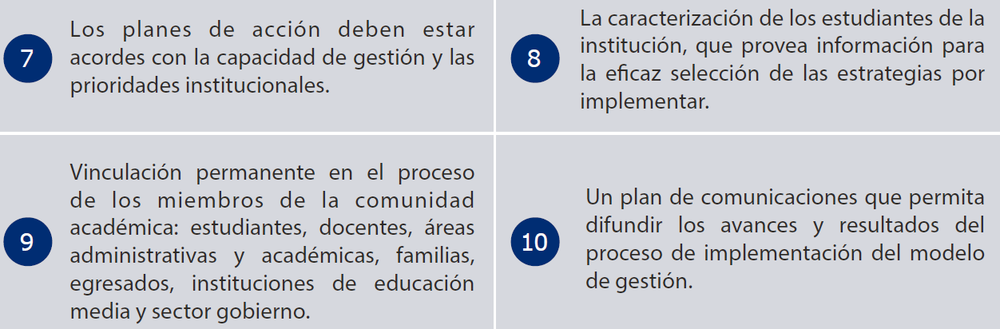 7
Los planes de acción deben estar
acordes con la capacidad de gestión y las
prioridades institucionales.
8
La caracterización de los estudiantes de la
institución, que provea información para
la eficaz selección de las estrategias por
implementar.
9
Vinculación permanente en el proceso
de los miembros de la comunidad
académica: estudiantes, docentes, áreas
administrativas y académicas, familias,
egresados, instituciones de educación
media y sector gobierno.
10
Un plan de comunicaciones que permita
difundir los avances y resultados del
proceso de implementación del modelo
de gestión.